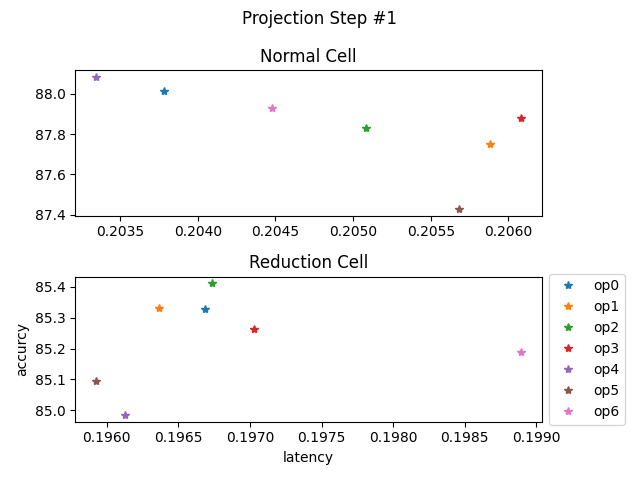 Projection Step #1
Normal Cell
88.0
87.8
87.6
87.4
0.2035 0.2040 0.2045 0.2050 0.2055 0.2060
Reduction Cell
85.4
85.3
85.2
85.1
85.0
accurcy
0.1960 0.1965 0.1970 0.1975 0.1980 0.1985 0.1990
latency
op0
op1
op2
op3
op4
op5
op6